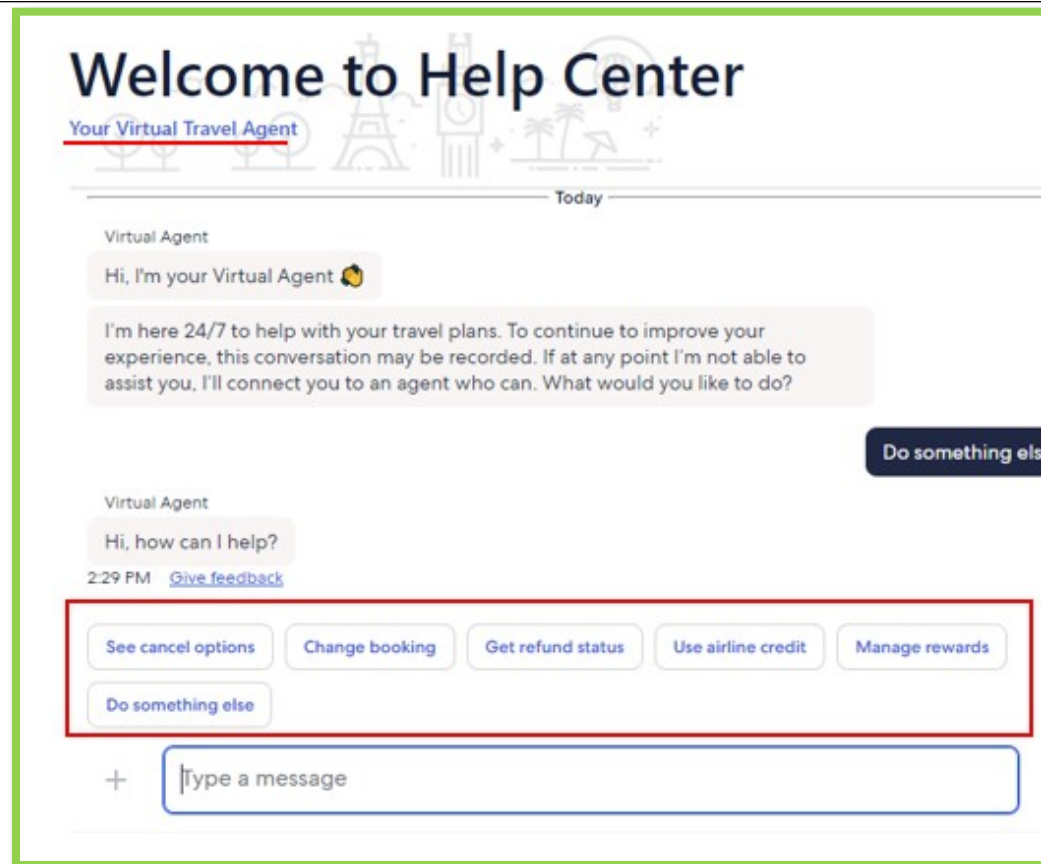 Welcome to Help Center
Your Virtual Travel Agent
Today
Virtual Agent
Hi, I'm your Virtual Agent
I'm here 24/7 to help with your travel plans. To continue to improve your
experience, this conversation may be recorded. If at any point I'm not able to
assist you, I'll connect you to an agent who can. What would you like to do?
Do something els
Virtual Agent
Hi, how can I help?
2:29 PM Give feedback
See cancel options Change booking Get refund status Use airline credit Manage rewards
Do something else
Type a message